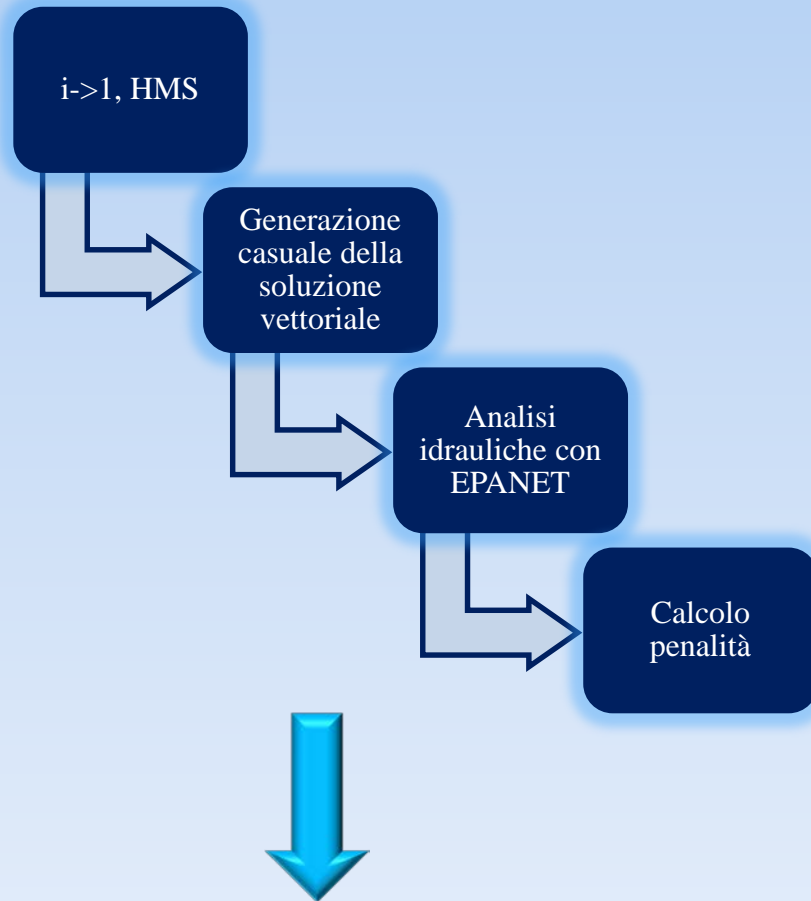 i->1, HMS
Generazione
casuale della
soluzione
vettoriale
Analisi
idrauliche con
EPANET
Calcolo
penalità